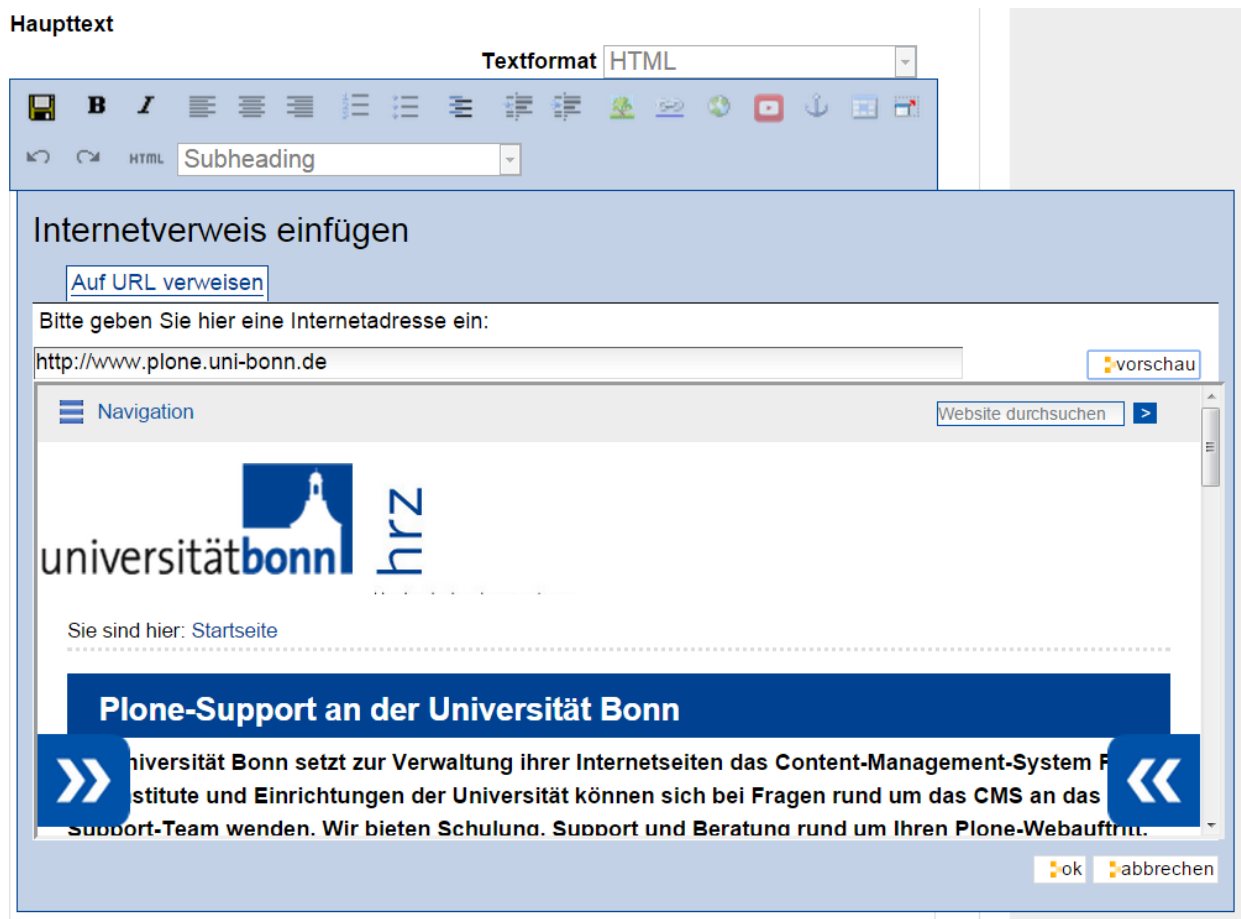 Haupttext
Textformat HTML
B I
HTML Subheading
Internetverweis einfügen
Auf URL verweisen
Bitte geben Sie hier eine Internetadresse ein:
http://www.plone.uni-bonn.de vorschau
Navigation Website durchsuchen >
universitätbonn hrz
Sie sind hier: Startseite
Plone-Support an der Universität Bonn
niversität Bonn setzt zur Verwaltung ihrer Internetseiten das Content-Management-System
stitute und Einrichtungen der Universität können sich bei Fragen rund um das CMS an das
Support-Team wenden. Wir bieten Schulung, Support und Beratung rund um Ihren Plone-Webauftritt.
ok abbrechen